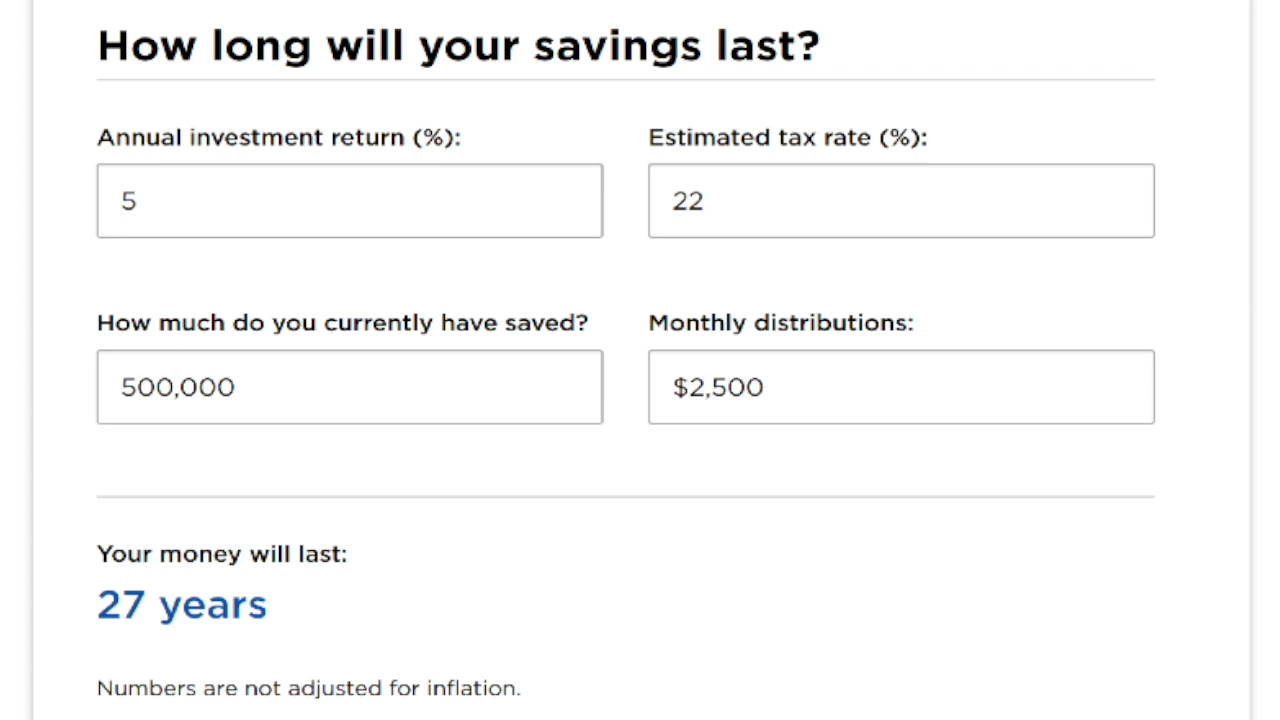 How long will your savings last?
Annual investment return (%):
Estimated tax rate (%):
5
22
How much do you currently have saved?
Monthly distributions:
500,000
$2,500
Your money will last:
27 years
Numbers are not adjusted for inflation.